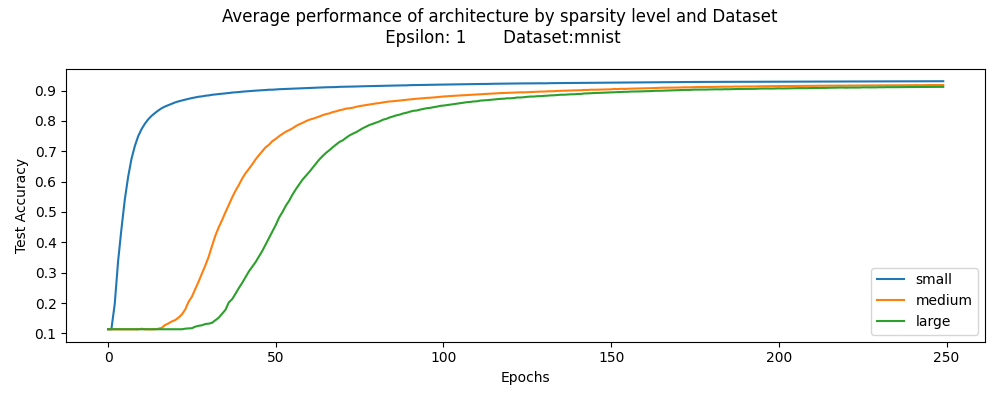 Average performance of architecture by sparsity level and Dataset
Epsilon: 1 Dataset:mnist
Test Accuracy
0.9
0.8
0.7
0.6
0.5
0.4
0.3
0.2
0.1
small
medium
large
0 50 100 150 200 250
Epochs